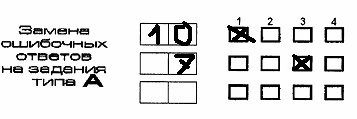 1 2 3 4
Замена
ошибочных
ответов
на задания
типа А
10
7